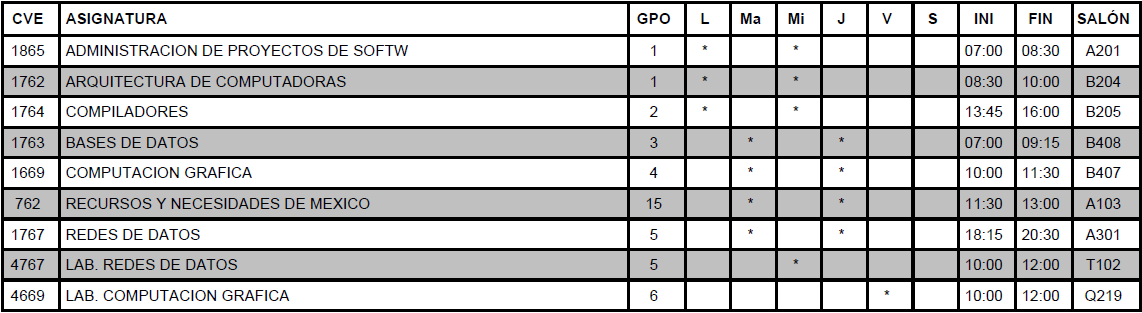 CVE ASIGNATURA GPO L Ma Mi J V S INI FIN SALÓN
1865 ADMINISTRACION DE PROYECTOS DE SOFTW 1 * * 07:00 08:30 A201
1762 ARQUITECTURA DE COMPUTADORAS 1 * * 08:30 10:00 B204
1764 COMPILADORES 2 * * 13:45 16:00 B205
1763 BASES DE DATOS 3 * * 07:00 09:15 B408
1669 COMPUTACION GRAFICA 4 * * 10:00 11:30 B407
762 RECURSOS Y NECESIDADES DE MEXICO 15 * * 11:30 13:00 A103
1767 REDES DE DATOS 5 * * 18:15 20:30 A301
4767 LAB. REDES DE DATOS 5 * 10:00 12:00 T102
4669 LAB. COMPUTACION GRAFICA 6 * 10:00 12:00 Q219